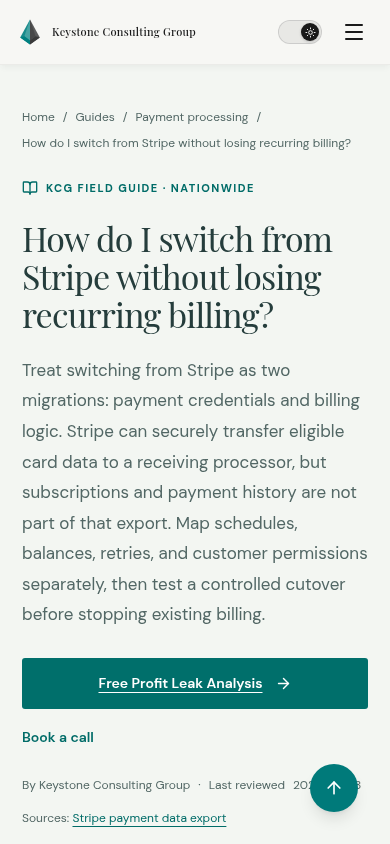 Keystone Consulting Group
Home / Guides / Payment processing /
How do I switch from Stripe without losing recurring billing?
KCG FIELD GUIDE · NATIONWIDE
How do I switch from
Stripe without losing
recurring billing?
Treat switching from Stripe as two
migrations: payment credentials and billing
logic. Stripe can securely transfer eligible
card data to a receiving processor, but
subscriptions and payment history are not
part of that export. Map schedules,
balances, retries, and customer permissions
separately, then test a controlled cutover
before stopping existing billing.
Free Profit Leak Analysis →
Book a call
By Keystone Consulting Group · Last reviewed
Sources: Stripe payment data export